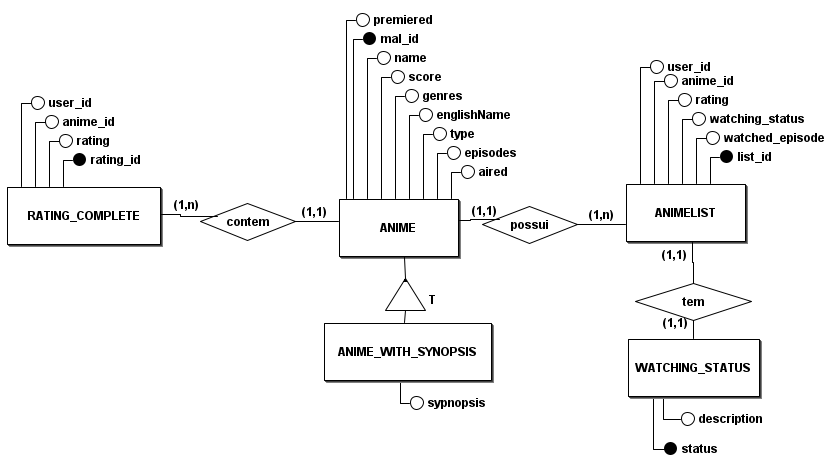 premiered
mal_id
name
score
genres
englishName
type
episodes
aired
user_id
anime_id
rating
rating_id
user_id
anime_id
rating
watching_status
watched_episode
list_id
RATING_COMPLETE
(1,n)
contem
(1,1)
ANIME
(1,1)
possui
(1,n)
ANIMELIST
(1,1)
tem
(1,1)
T
ANIME_WITH_SYNOPSIS
sypnopsis
WATCHING_STATUS
description
status